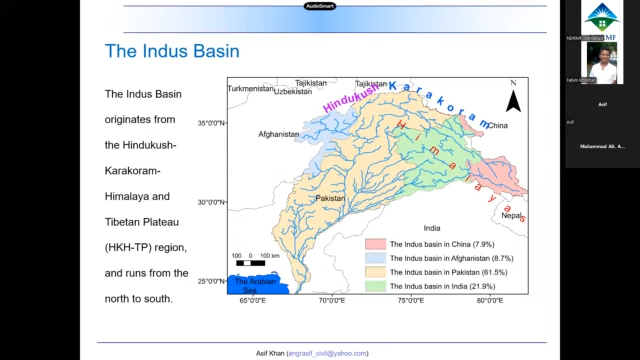 AudioSmart
The Indus Basin
The Indus Basin
originates from
the Hindukush-
Karakoram-
Himalaya and
Tibetan Plateau
(HKH-TP) region,
and runs from the
north to south.
Turkmenistan
Tajikistan
Uzbekistan
Tajikistan
Hindukush
Karakoram
Himalayas
N
China
Afghanistan
Pakistan
India
Nepal
The Arabian
Sea
100 0 100 km
35°0'0"N
30°0'0"N
25°0'0"N
65°0'0"E
70°0'0"E
75°0'0"E
80°0'0"E
The Indus basin in China (7.9%)
The Indus basin in Afghanistan (8.7%)
The Indus basin in Pakistan (61.5%)
The Indus basin in India (21.9%)
Asif Khan (engrasif_civil@yahoo.com)
Asif
Asif
Muhammad Ali. A...